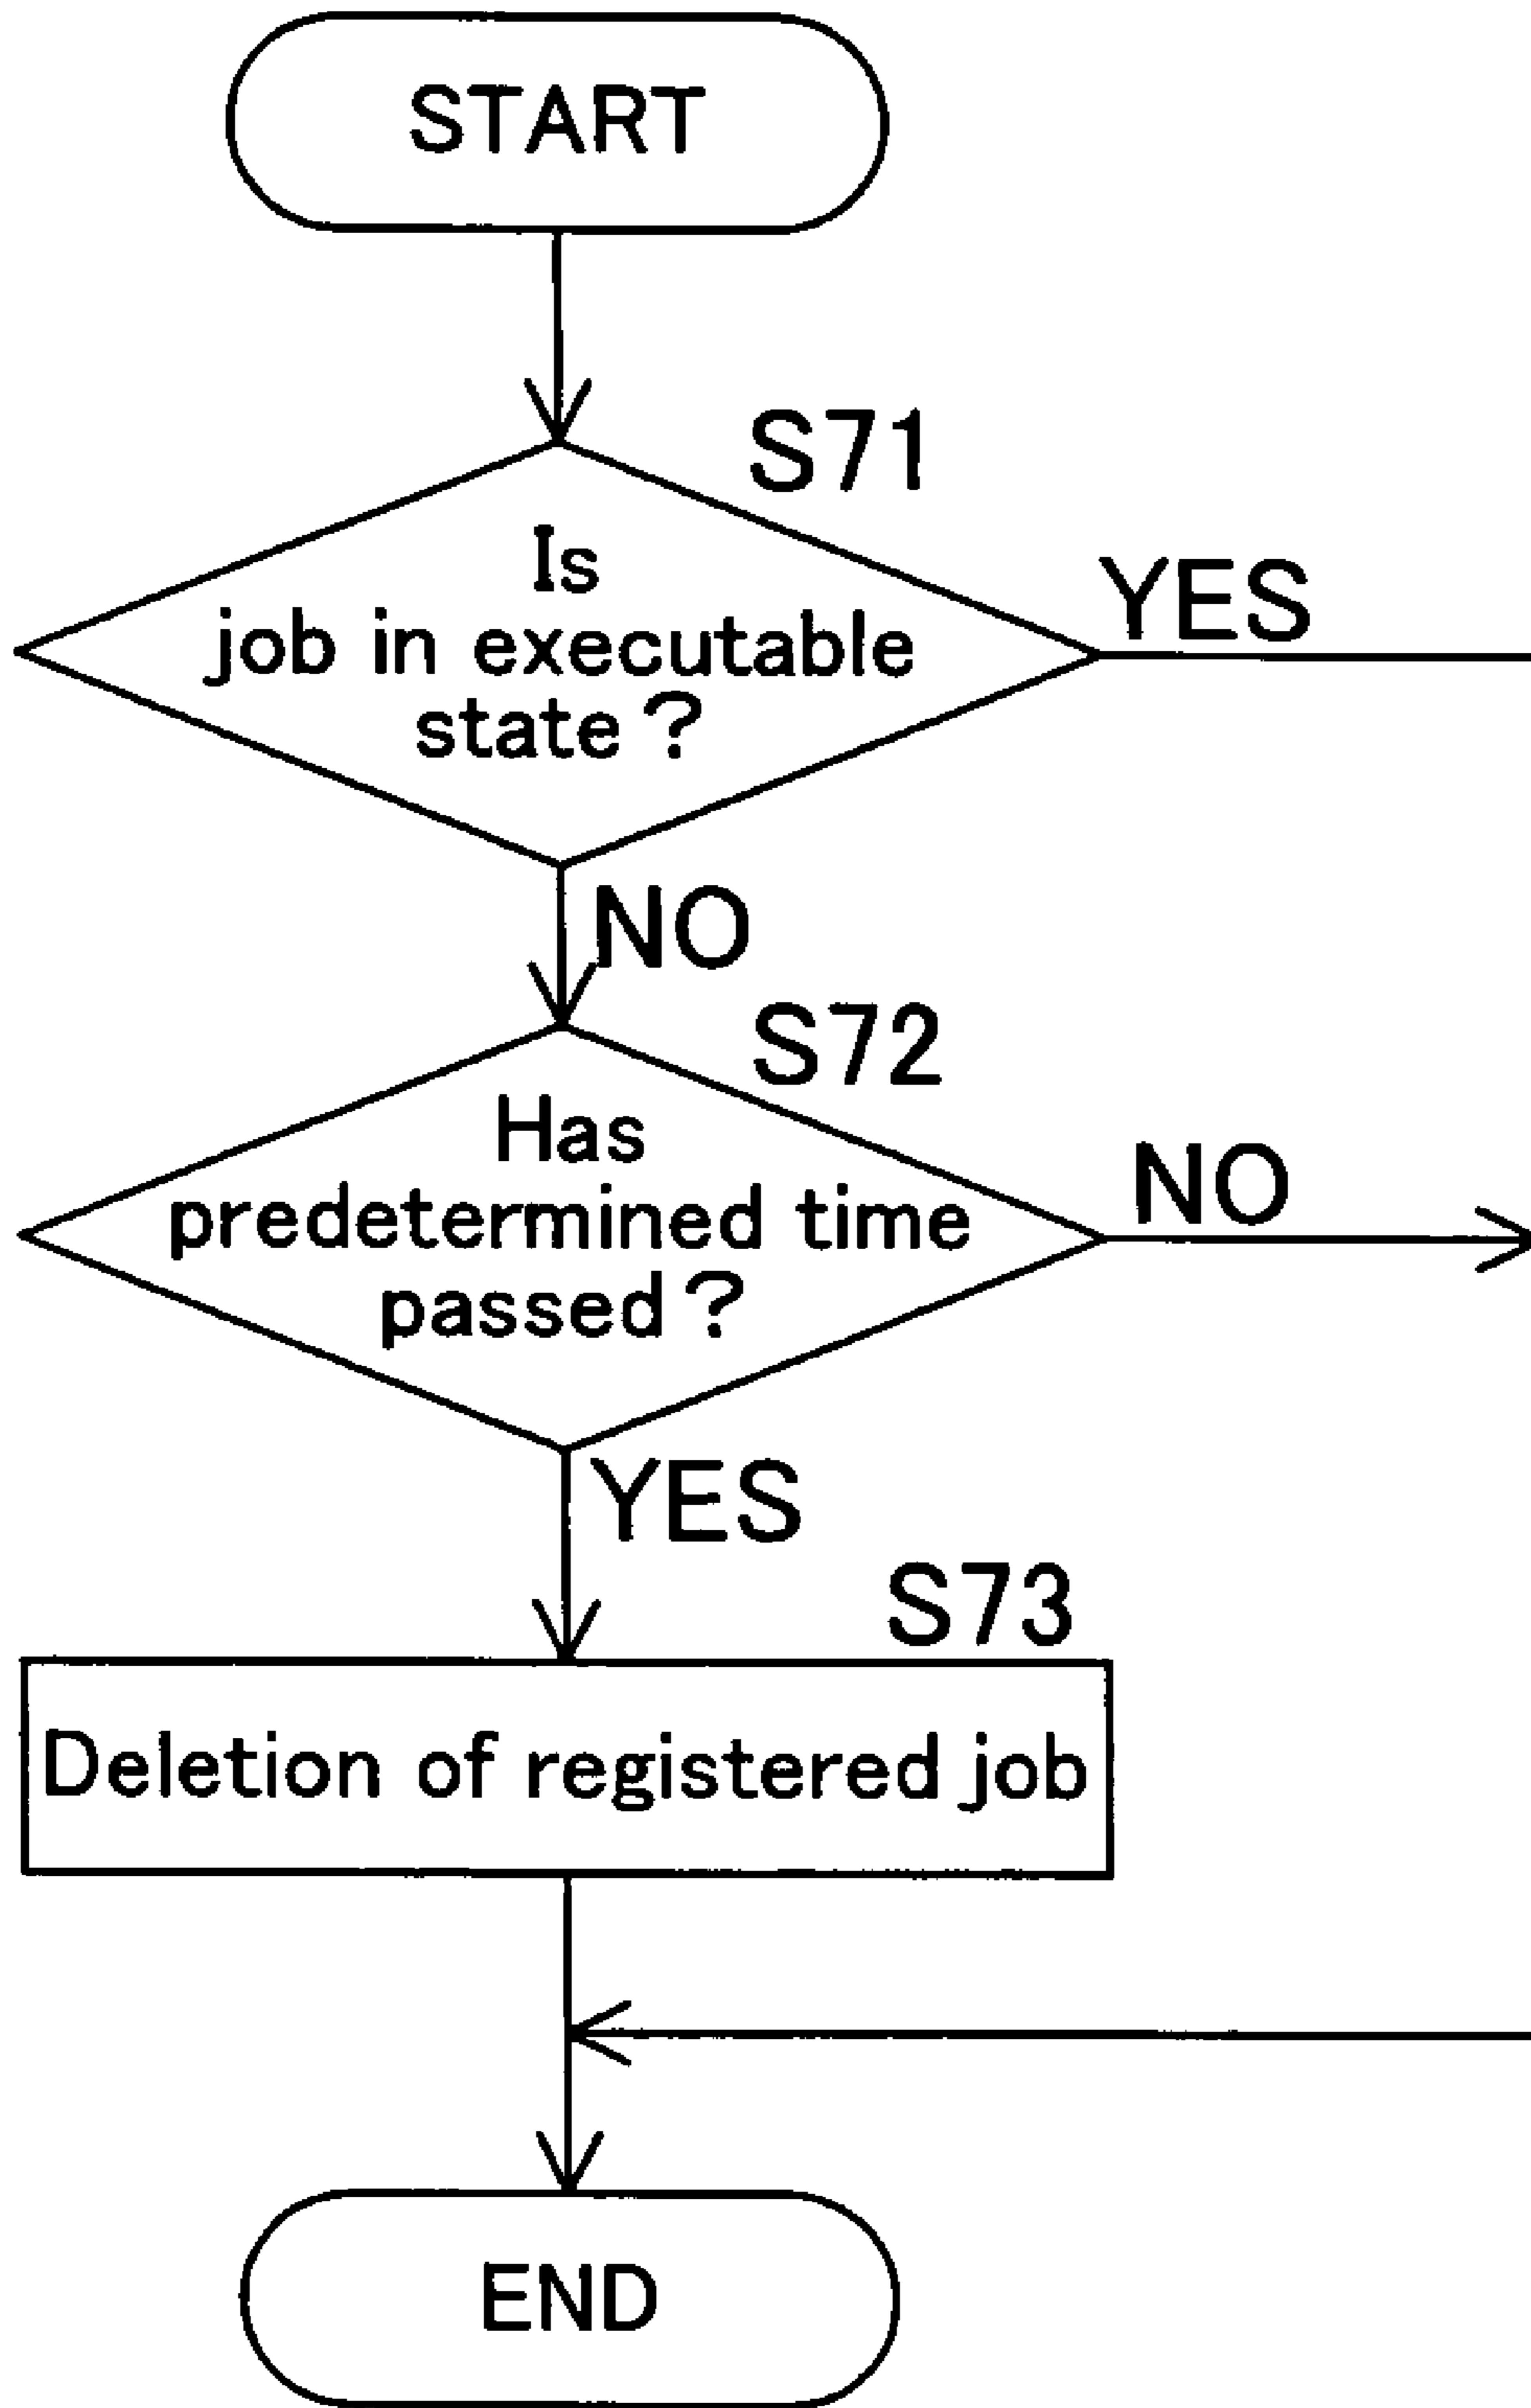 START
S71
Is
job in executable
state?
YES
NO
S72
Has
predetermined time
passed?
NO
YES
S73
Deletion of registered job
END